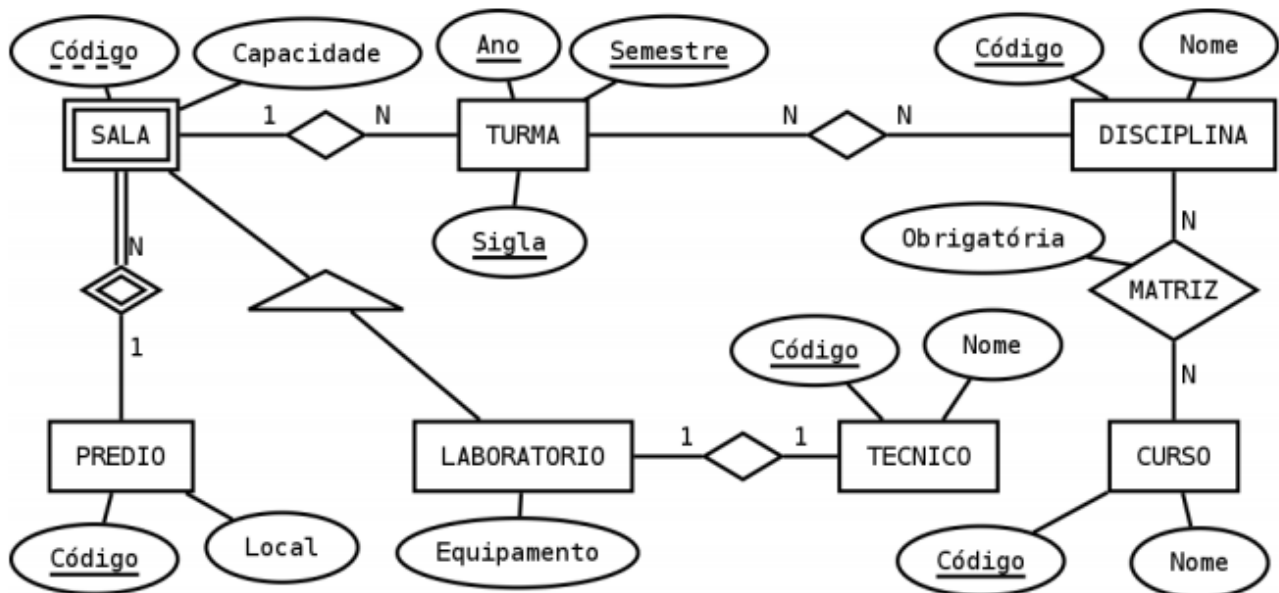 Código
Capacidade
Ano
Semestre
Código
Nome
SALA
1
N
TURMA
N
N
DISCIPLINA
Sigla
N
Obrigatória
N
MATRIZ
1
Código
Nome
N
PREDIO
LABORATORIO
1
1
TECNICO
CURSO
Código
Local
Equipamento
Código
Nome